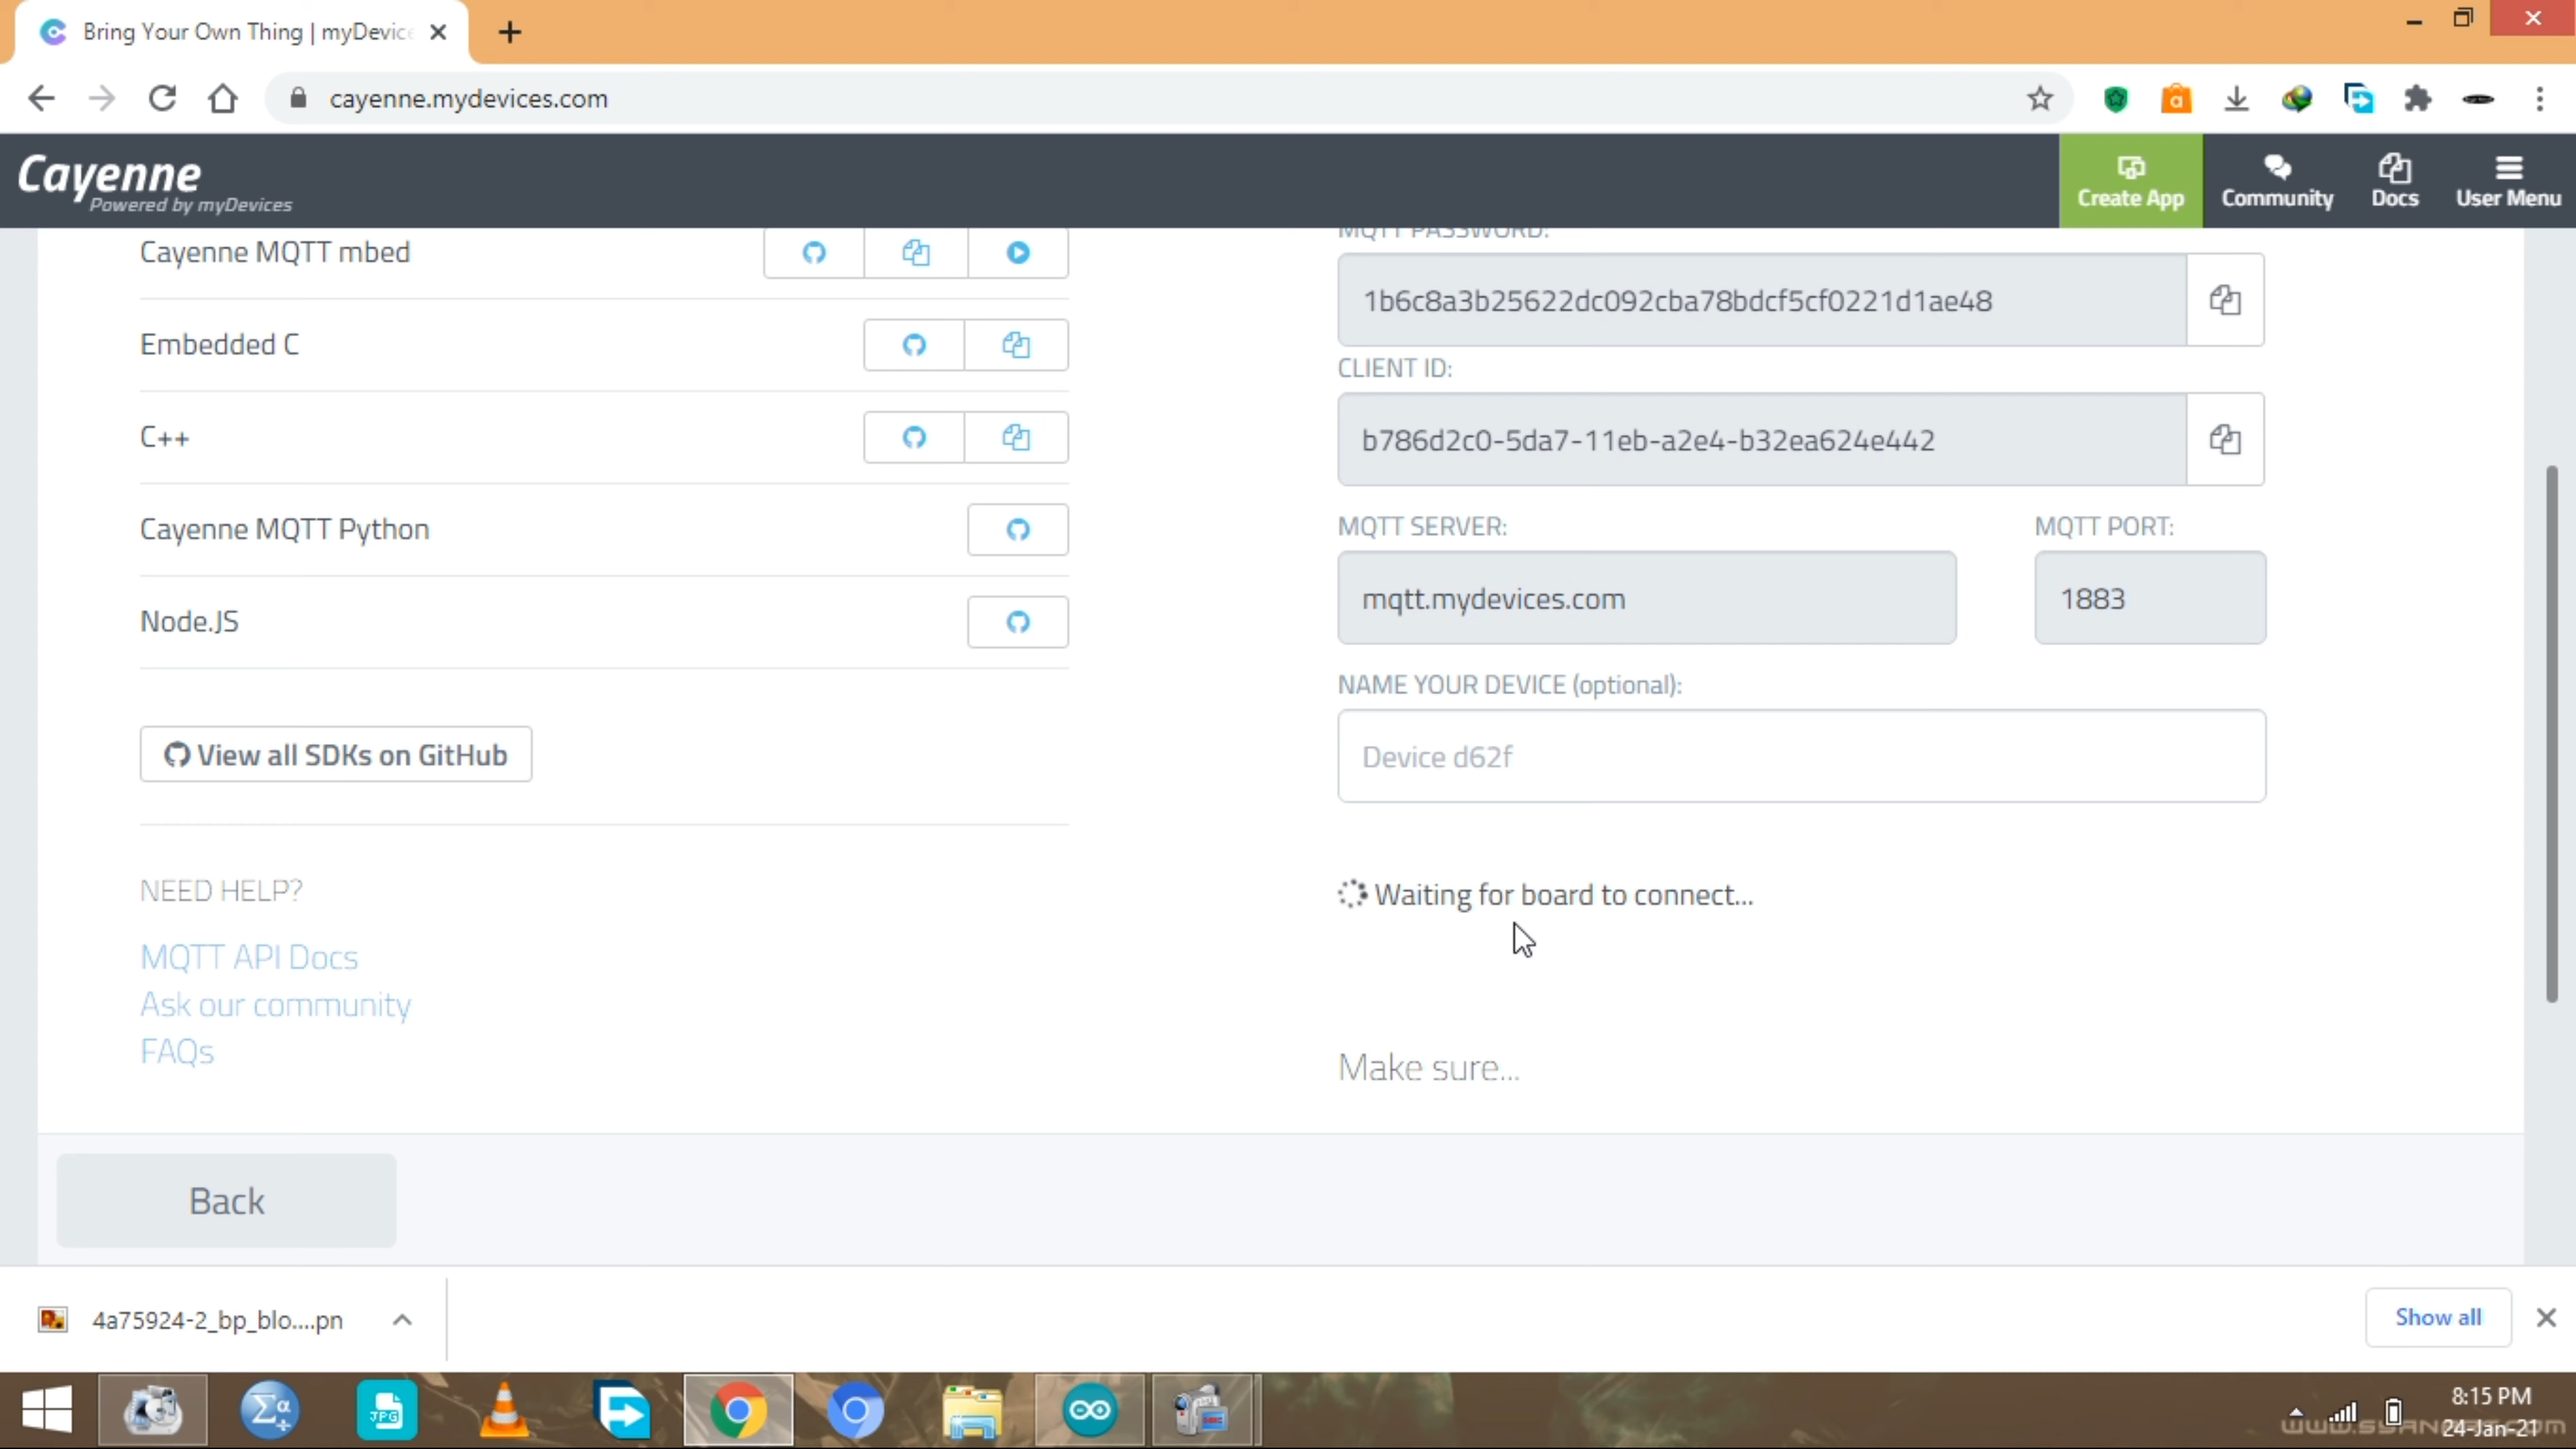 Bring Your Own Thing | myDevic
cayenne.mydevices.com
Cayenne
Powered by myDevices
Create App
Community
Docs
User Menu
MQTT PASSWORD:
Cayenne MQTT mbed
1b6c8a3b25622dc092cba78bdcf5cf0221d1ae48
Embedded C
CLIENT ID:
C++
b786d2c0-5da7-11eb-a2e4-b32ea624e442
Cayenne MQTT Python
MQTT SERVER:
MQTT PORT:
mqtt.mydevices.com
1883
Node.JS
NAME YOUR DEVICE (optional):
View all SDKs on GitHub
Device d62f
NEED HELP?
Waiting for board to connect...
MQTT API Docs
Ask our community
FAQs
Make sure...
Back
4a75924-2_bp_blo....pn
Show all
JPG
8:15 PM
24-Jan-21